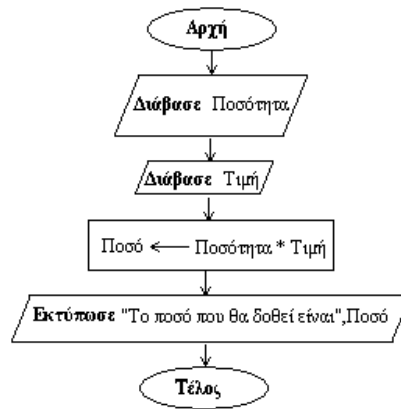 Αρχή
Διάβασε Ποσότητα
Διάβασε Τιμή
Ποσό ← Ποσότητα * Τιμή
Εκτύπωσε "Το ποσό που θα δοθεί είναι",Ποσό
Τέλος